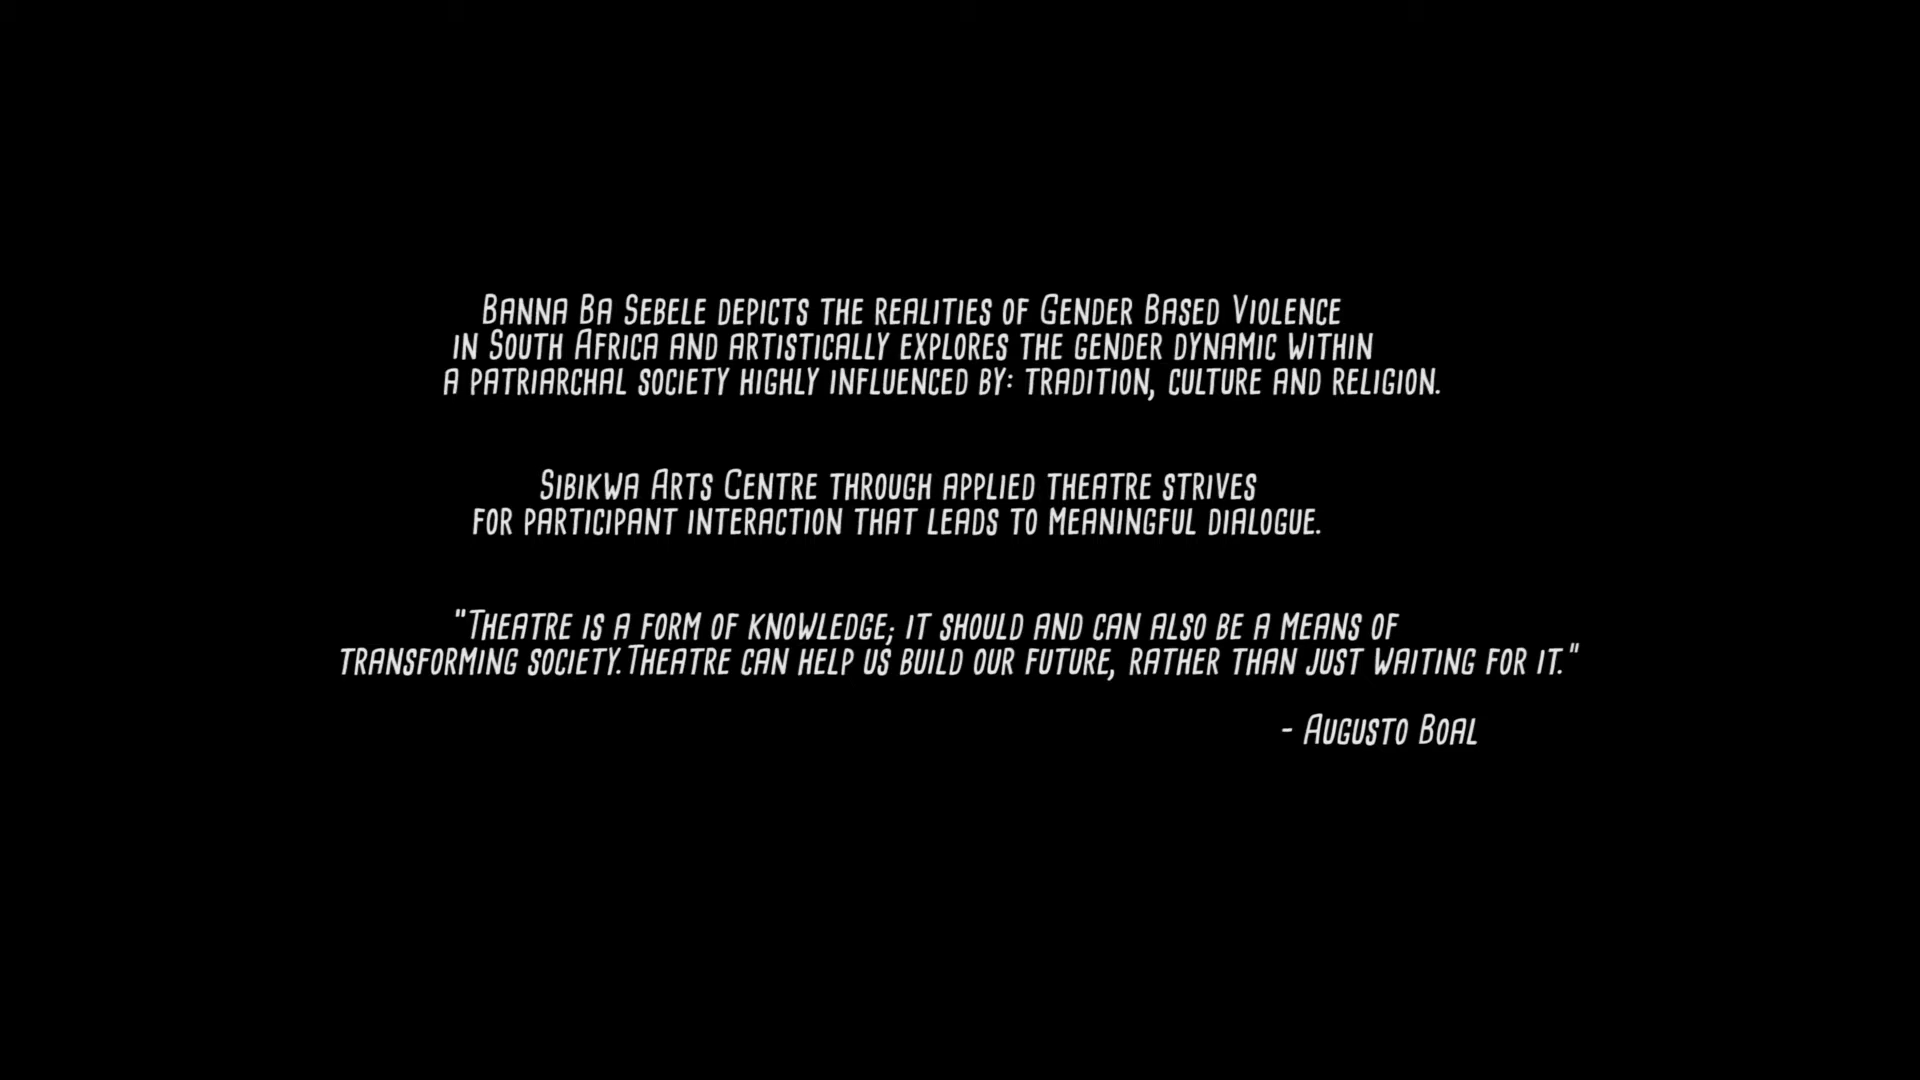 Banna Ba Sebele depicts the realities of Gender Based Violence
in South Africa and artistically explores the gender dynamic within
a patriarchal society highly influenced by: tradition, culture and religion.
Sibikwa Arts Centre through applied theatre strives
for participant interaction that leads to meaningful dialogue.
"Theatre is a form of knowledge; it should and can also be a means of
transforming society. Theatre can help us build our future, rather than just waiting for it."
- Augusto Boal